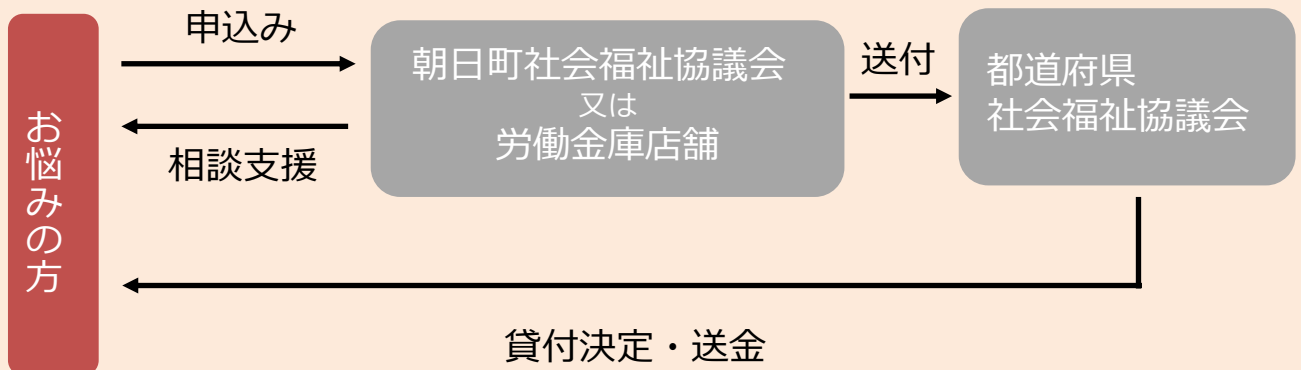 お悩みの方
申込み
相談支援
朝日町社会福祉協議会
又は
労働金庫店舗
送付
都道府県
社会福祉協議会
貸付決定・送金